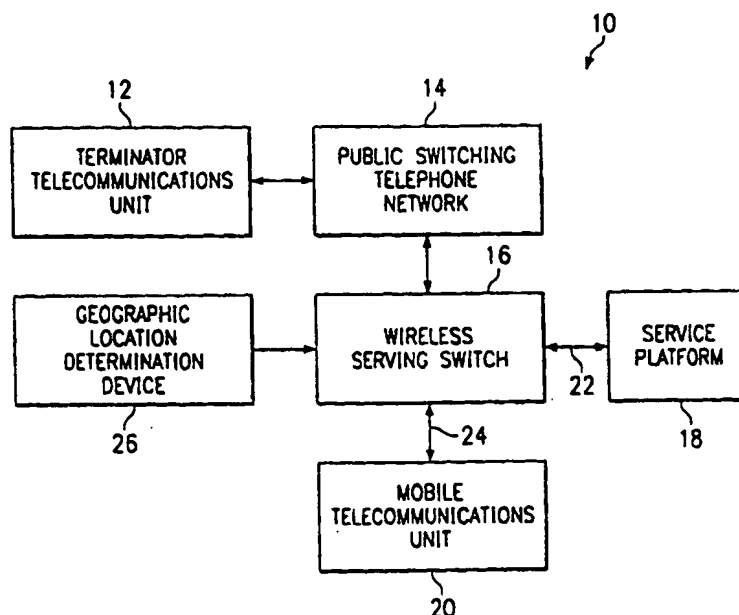 10
12
14
TERMINATOR
TELECOMMUNICATIONS
UNIT
PUBLIC SWITCHING
TELEPHONE
NETWORK
16
GEOGRAPHIC
LOCATION
DETERMINATION
DEVICE
WIRELESS
SERVING SWITCH
SERVICE
PLATFORM
22
26
24
18
MOBILE
TELECOMMUNICATIONS
UNIT
20